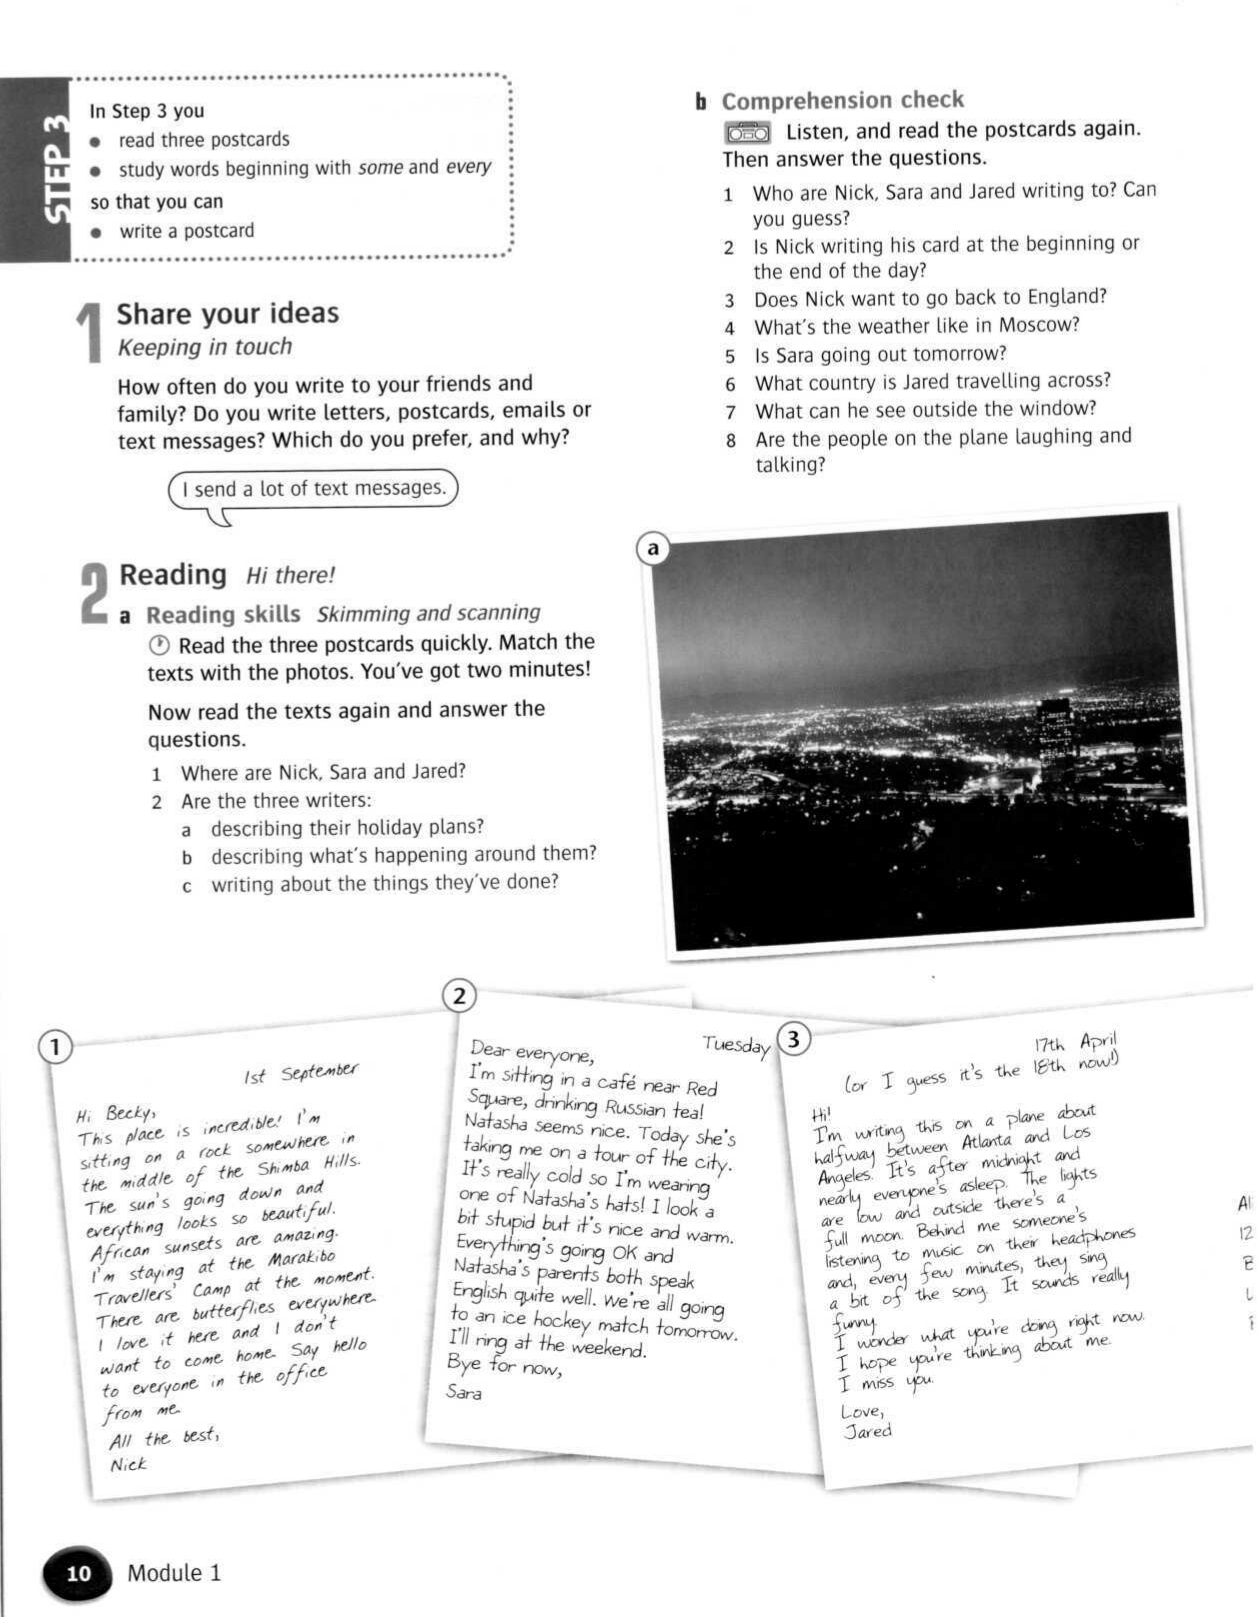 STEP 3
In Step 3 you
• read three postcards
• study words beginning with some and every
so that you can
• write a postcard
1 Share your ideas
Keeping in touch
How often do you write to your friends and
family? Do you write letters, postcards, emails or
text messages? Which do you prefer, and why?
I send a lot of text messages.
2 Reading Hi there!
a Reading skills Skimming and scanning
Read the three postcards quickly. Match the
texts with the photos. You've got two minutes!
Now read the texts again and answer the
questions.
1 Where are Nick, Sara and Jared?
2 Are the three writers:
a describing their holiday plans?
b describing what's happening around them?
c writing about the things they've done?
b Comprehension check
Listen, and read the postcards again.
Then answer the questions.
1 Who are Nick, Sara and Jared writing to? Can
you guess?
2 Is Nick writing his card at the beginning or
the end of the day?
3 Does Nick want to go back to England?
4 What's the weather like in Moscow?
5 Is Sara going out tomorrow?
6 What country is Jared travelling across?
7 What can he see outside the window?
8 Are the people on the plane laughing and
talking?
a
1
1st September
Hi Becky,
This place is incredible! I'm
sitting on a rock somewhere in
the middle of the Shimba Hills.
The sun's going down and
everything looks so beautiful.
African sunsets are amazing.
I'm staying at the Marakibo
Travellers' Camp at the moment.
There are butterflies everywhere.
I love it here and I don't
want to come home. Say hello
to everyone in the office
from me.
All the best,
Nick
2
Tuesday
Dear everyone,
I'm sitting in a café near Red
Square, drinking Russian tea!
Natasha seems nice. Today she's
taking me on a tour of the city.
It's really cold so I'm wearing
one of Natasha's hats! I look a
bit stupid but it's nice and warm.
Everything's going OK and
Natasha's parents both speak
English quite well. We're all going
to an ice hockey match tomorrow.
I'll ring at the weekend.
Bye for now,
Sara
3
17th April
(or I guess it's the 18th now!)
Hi!
I'm writing this on a plane about
halfway between Atlanta and Los
Angeles. It's after midnight and
nearly everyone's asleep. The lights
are low and outside there's a
full moon. Behind me someone's
listening to music on their headphones
and, every few minutes, they sing
a bit of the song. It sounds really
funny.
I wonder what you're doing right now.
I hope you're thinking about me.
I miss you.
Love,
Jared
12
10 Module 1